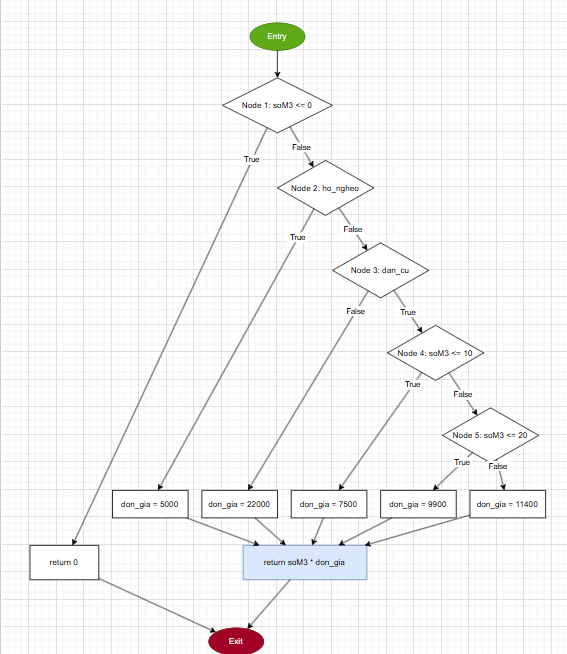 Entry
Node 1: soM3 <= 0
True
False
Node 2: ho_ngheo
True
False
Node 3: dan_cu
False
True
Node 4: soM3 <= 10
True
False
Node 5: soM3 <= 20
True
False
don_gia = 5000
don_gia = 22000
don_gia = 7500
don_gia = 9900
don_gia = 11400
return 0
return soM3 * don_gia
Exit